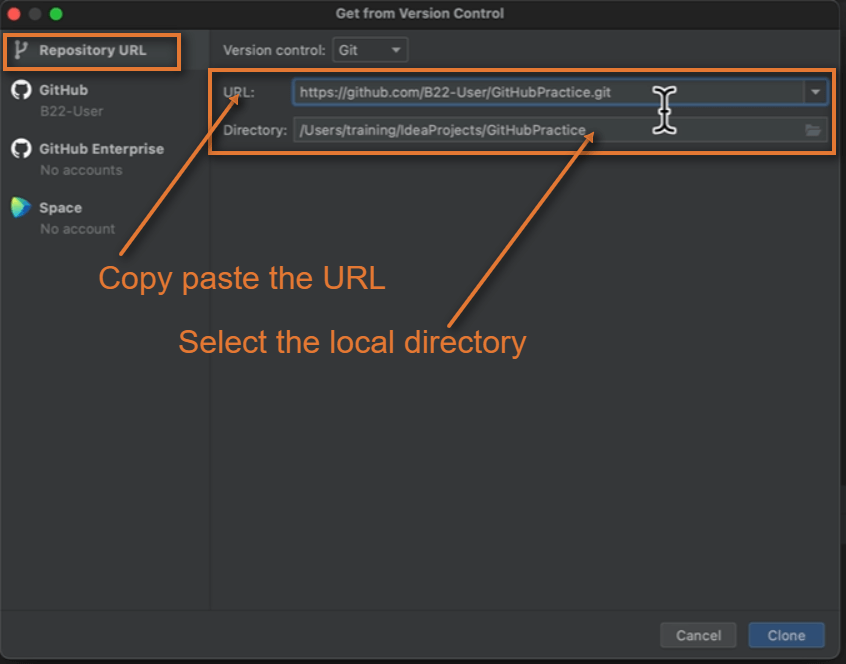 Get from Version Control
Repository URL
GitHub
B22-User
GitHub Enterprise
No accounts
Space
No account
Version control: Git
URL: https://github.com/B22-User/GitHubPractice.git
Directory: /Users/training/IdeaProjects/GitHubPractice
Copy paste the URL
Select the local directory
Cancel Clone